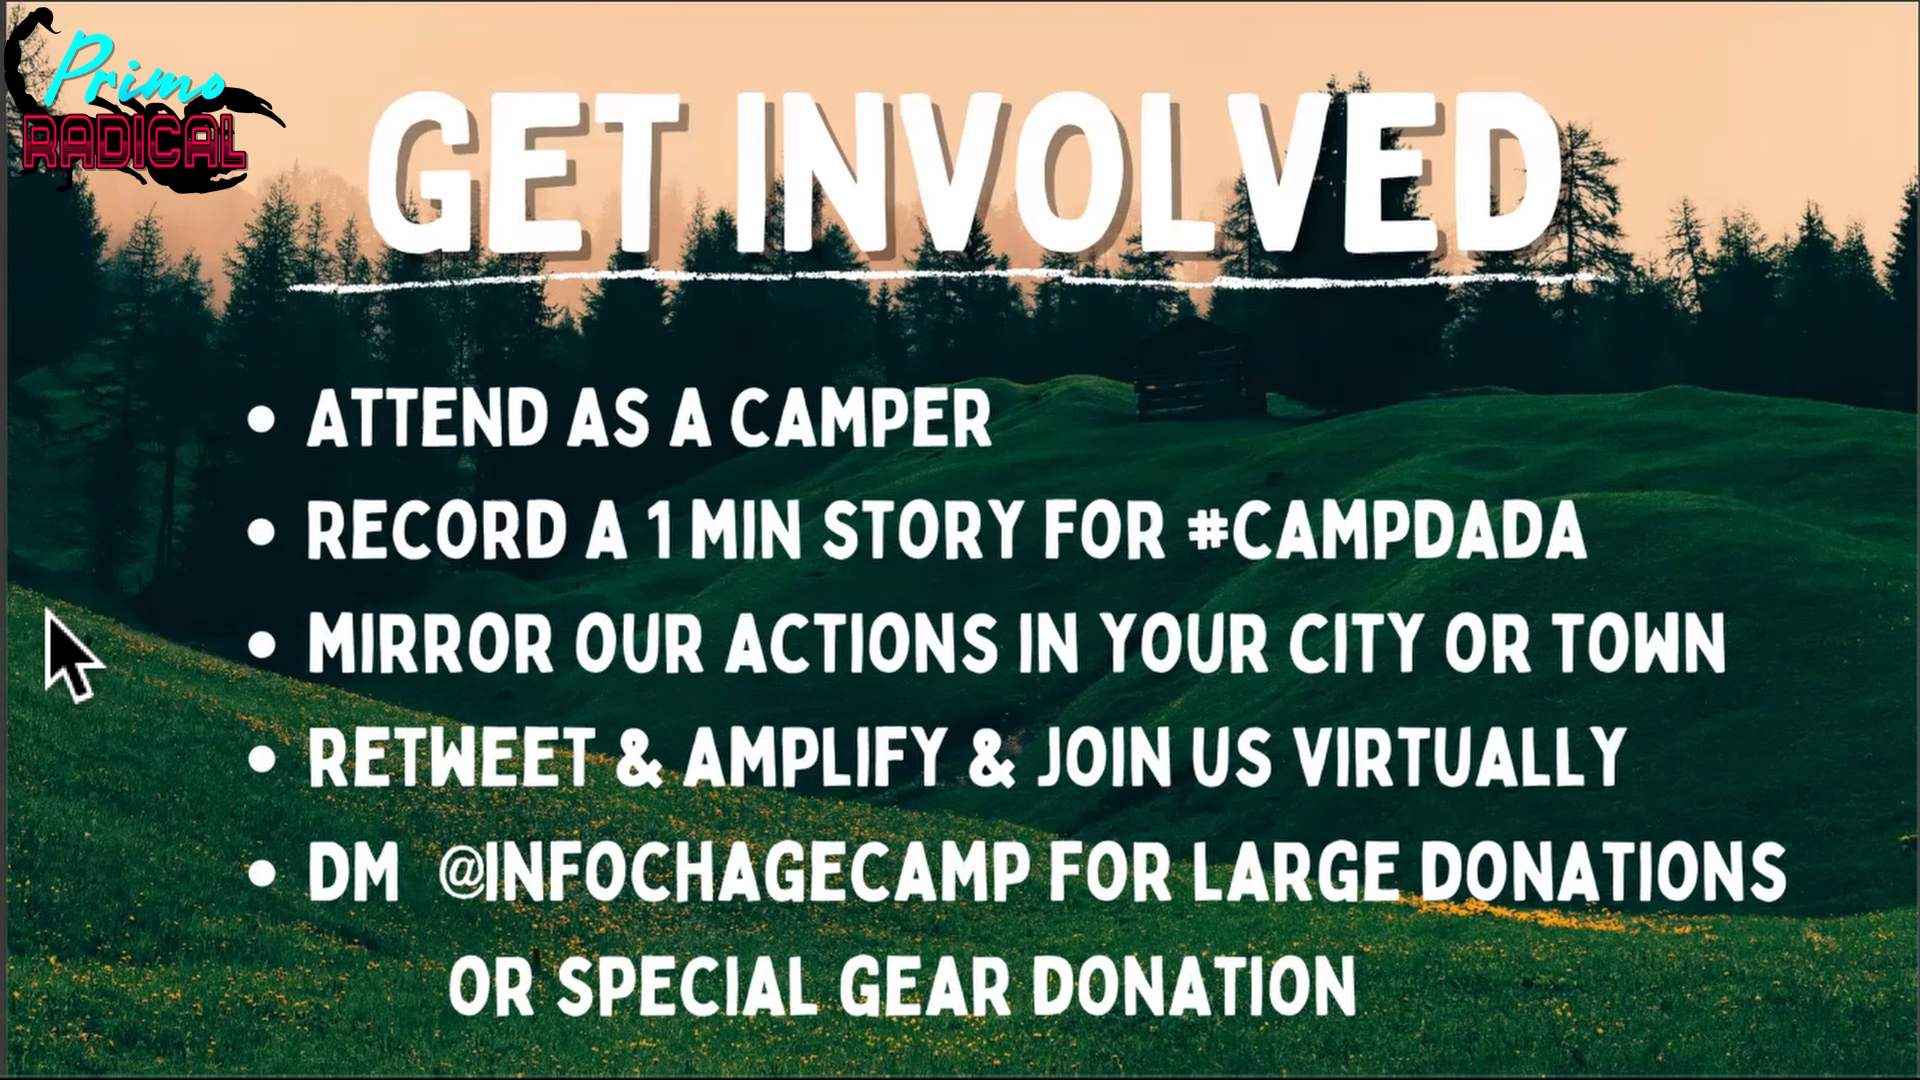 Primo
RADICAL
GET INVOLVED
• ATTEND AS A CAMPER
• RECORD A 1 MIN STORY FOR #CAMPDADA
• MIRROR OUR ACTIONS IN YOUR CITY OR TOWN
• RETWEET & AMPLIFY & JOIN US VIRTUALLY
• DM @INFOCHAGECAMP FOR LARGE DONATIONS
OR SPECIAL GEAR DONATION